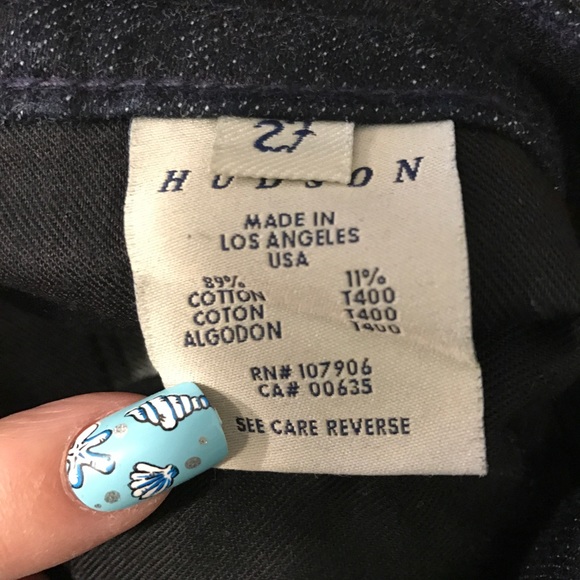 27
HUDSON
MADE IN
LOS ANGELES
USA
89% 11%
COTTON T400
COTON T400
ALGODON T400
RN# 107906
CA# 00635
SEE CARE REVERSE